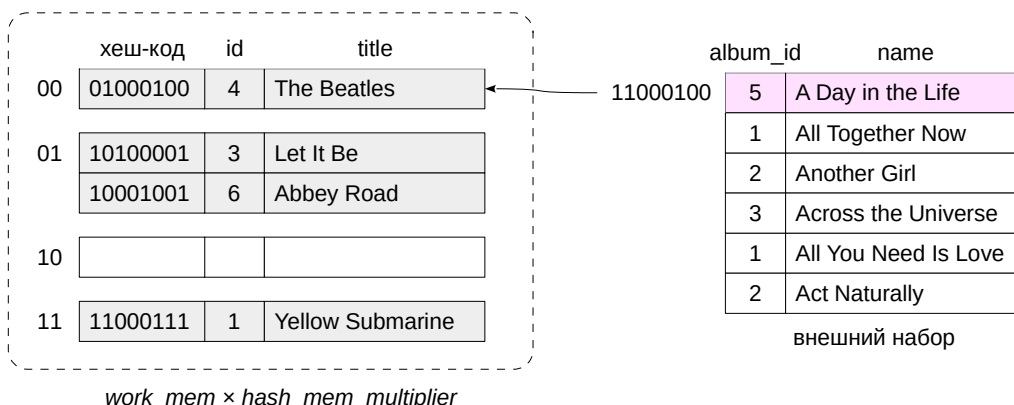 хеш-код id title
00 01000100 4 The Beatles
01 10100001 3 Let It Be
10001001 6 Abbey Road
10
11 11000111 1 Yellow Submarine
work_mem × hash_mem_multiplier
album_id name
11000100 5 A Day in the Life
1 All Together Now
2 Another Girl
3 Across the Universe
1 All You Need Is Love
2 Act Naturally
внешний набор